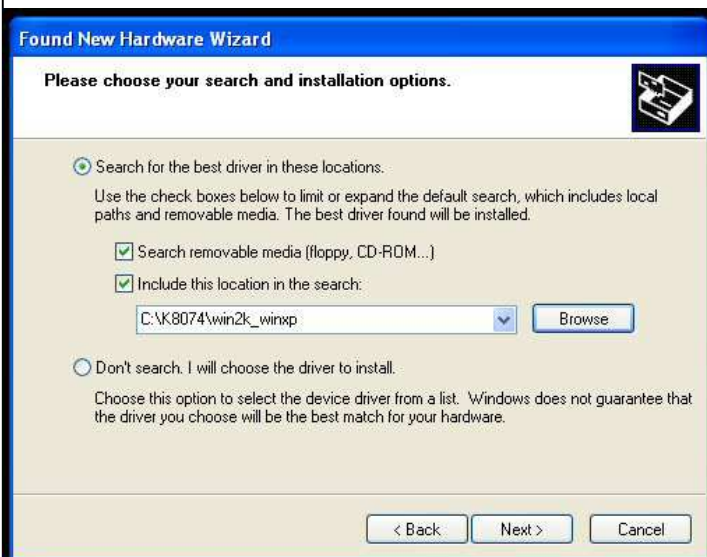 Found New Hardware Wizard
Please choose your search and installation options.
Search for the best driver in these locations.
Use the check boxes below to limit or expand the default search, which includes local
paths and removable media. The best driver found will be installed.
Search removable media (floppy, CD-ROM...)
Include this location in the search:
C:\K8074\win2k_winxp
Browse
Don't search. I will choose the driver to install.
Choose this option to select the device driver from a list. Windows does not guarantee that
the driver you choose will be the best match for your hardware.
< Back
Next >
Cancel